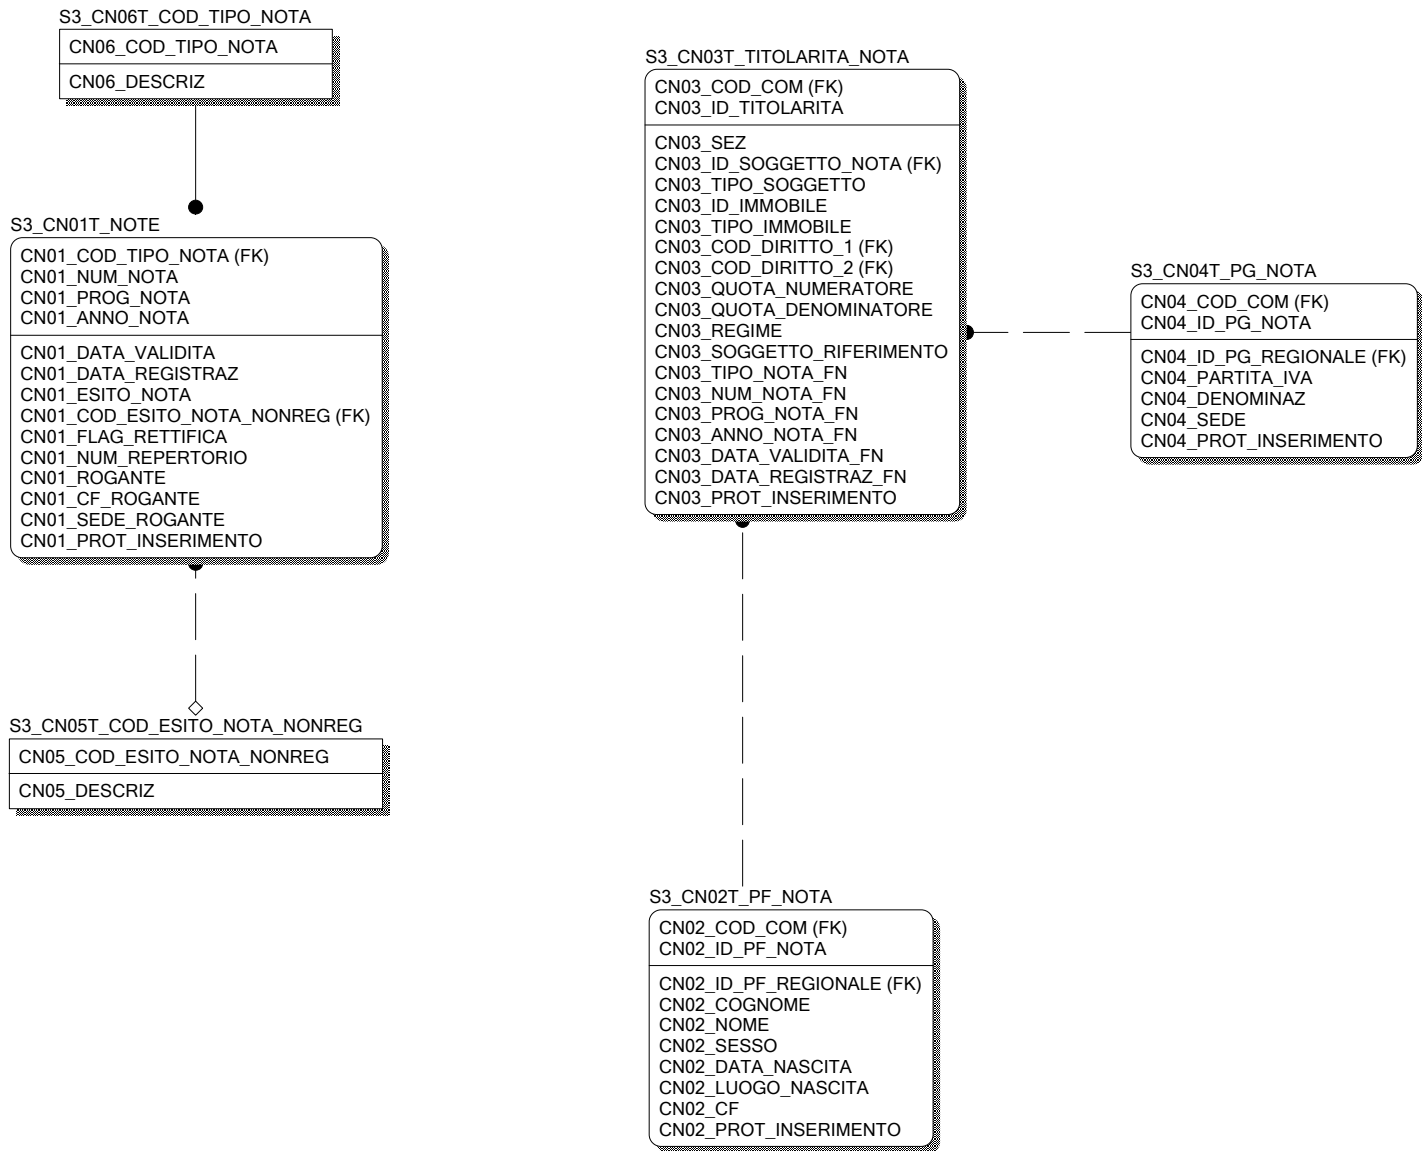 S3_CN06T_COD_TIPO_NOTA
CN06_COD_TIPO_NOTA
CN06_DESCRIZ
S3_CN01T_NOTE
CN01_COD_TIPO_NOTA (FK)
CN01_NUM_NOTA
CN01_PROG_NOTA
CN01_ANNO_NOTA
CN01_DATA_VALIDITA
CN01_DATA_REGISTRAZ
CN01_ESITO_NOTA
CN01_COD_ESITO_NOTA_NONREG (FK)
CN01_FLAG_RETTIFICA
CN01_NUM_REPERTORIO
CN01_ROGANTE
CN01_CF_ROGANTE
CN01_SEDE_ROGANTE
CN01_PROT_INSERIMENTO
S3_CN05T_COD_ESITO_NOTA_NONREG
CN05_COD_ESITO_NOTA_NONREG
CN05_DESCRIZ
S3_CN03T_TITOLARITA_NOTA
CN03_COD_COM (FK)
CN03_ID_TITOLARITA
CN03_SEZ
CN03_ID_SOGGETTO_NOTA (FK)
CN03_TIPO_SOGGETTO
CN03_ID_IMMOBILE
CN03_TIPO_IMMOBILE
CN03_COD_DIRITTO_1 (FK)
CN03_COD_DIRITTO_2 (FK)
CN03_QUOTA_NUMERATORE
CN03_QUOTA_DENOMINATORE
CN03_REGIME
CN03_SOGGETTO_RIFERIMENTO
CN03_TIPO_NOTA_FN
CN03_NUM_NOTA_FN
CN03_PROG_NOTA_FN
CN03_ANNO_NOTA_FN
CN03_DATA_VALIDITA_FN
CN03_DATA_REGISTRAZ_FN
CN03_PROT_INSERIMENTO
S3_CN04T_PG_NOTA
CN04_COD_COM (FK)
CN04_ID_PG_NOTA
CN04_ID_PG_REGIONALE (FK)
CN04_PARTITA_IVA
CN04_DENOMINAZ
CN04_SEDE
CN04_PROT_INSERIMENTO
S3_CN02T_PF_NOTA
CN02_COD_COM (FK)
CN02_ID_PF_NOTA
CN02_ID_PF_REGIONALE (FK)
CN02_COGNOME
CN02_NOME
CN02_SESSO
CN02_DATA_NASCITA
CN02_LUOGO_NASCITA
CN02_CF
CN02_PROT_INSERIMENTO